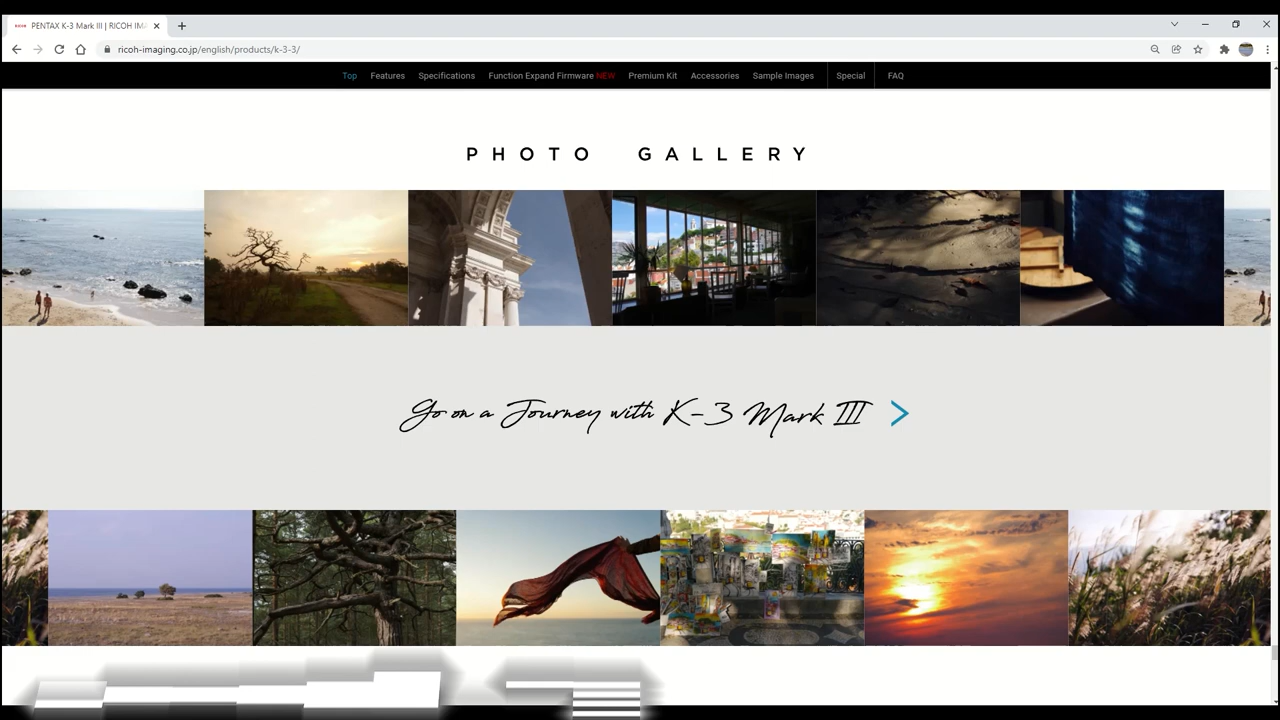 PENTAX K-3 Mark III | RICOH IM
ricoh-imaging.co.jp/english/products/k-3-3/
Top Features Specifications Function Expand Firmware NEW Premium Kit Accessories Sample Images Special FAQ
PHOTO GALLERY
Go on a Journey with K-3 Mark III